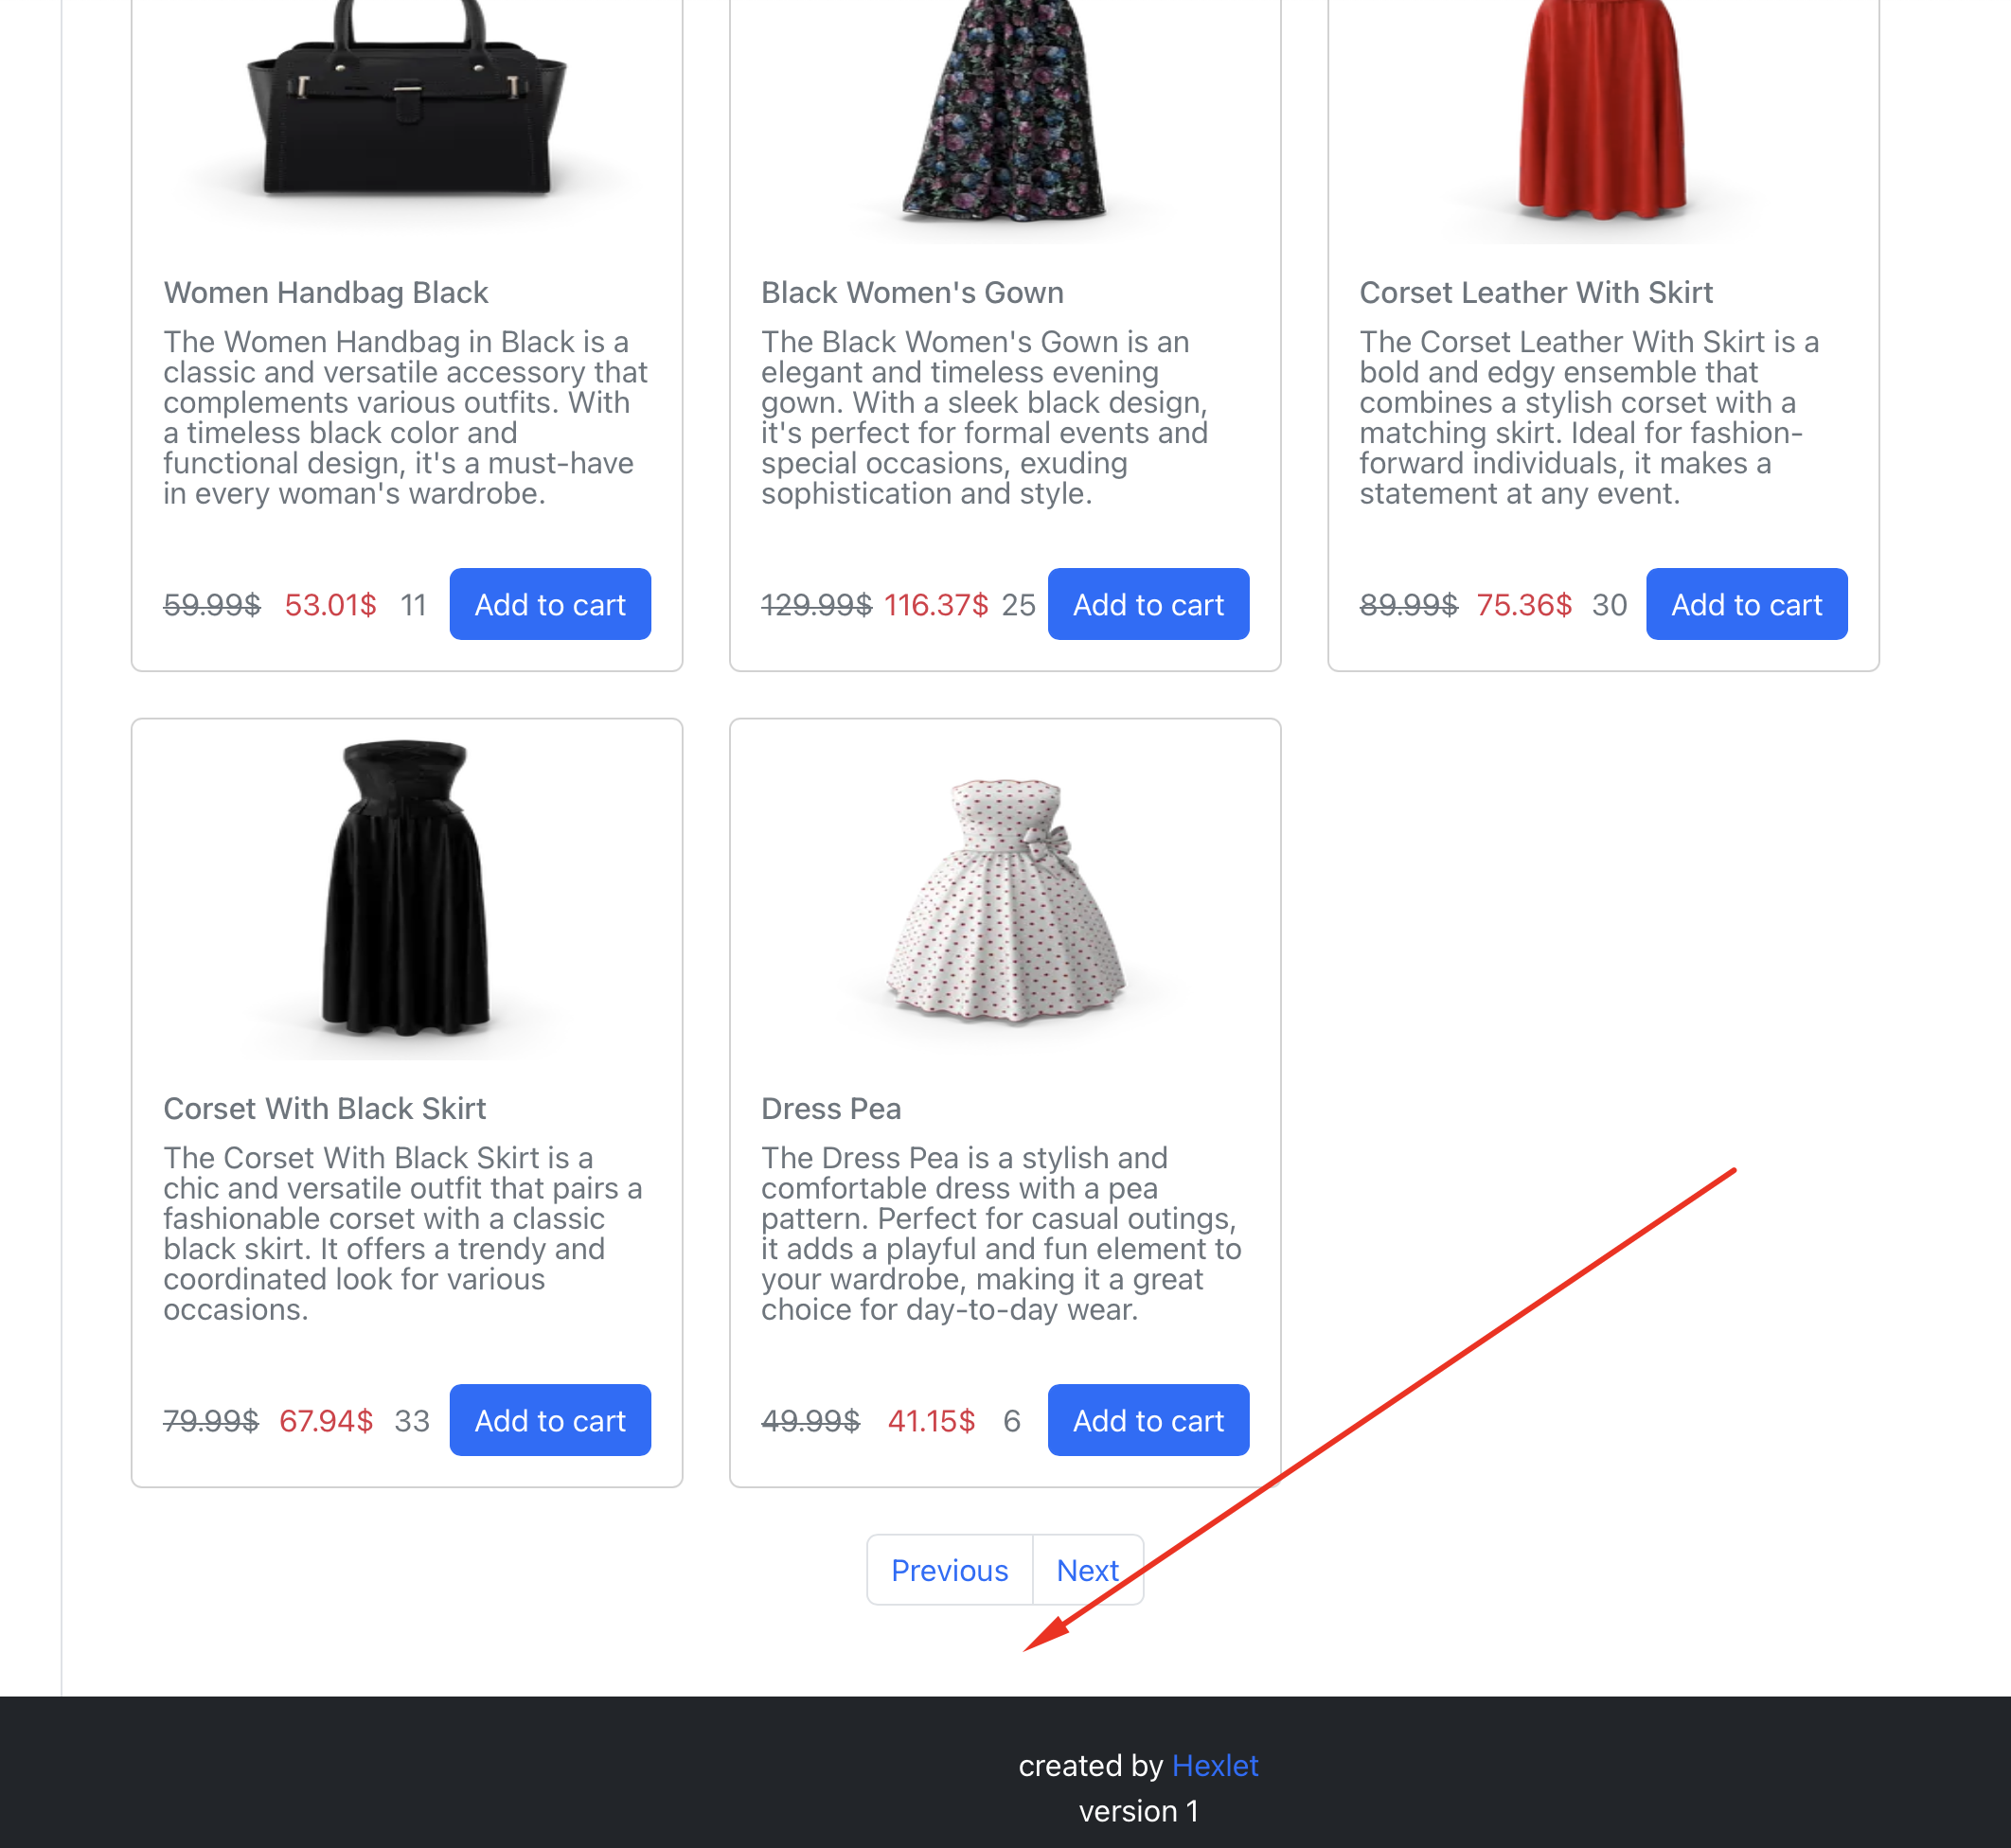 Women Handbag Black
The Women Handbag in Black is a
classic and versatile accessory that
complements various outfits. With
a timeless black color and
functional design, it's a must-have
in every woman's wardrobe.
59.99$ 53.01$ 11 Add to cart
Black Women's Gown
The Black Women's Gown is an
elegant and timeless evening
gown. With a sleek black design,
it's perfect for formal events and
special occasions, exuding
sophistication and style.
129.99$ 116.37$ 25 Add to cart
Corset Leather With Skirt
The Corset Leather With Skirt is a
bold and edgy ensemble that
combines a stylish corset with a
matching skirt. Ideal for fashion-
forward individuals, it makes a
statement at any event.
89.99$ 75.36$ 30 Add to cart
Corset With Black Skirt
The Corset With Black Skirt is a
chic and versatile outfit that pairs a
fashionable corset with a classic
black skirt. It offers a trendy and
coordinated look for various
occasions.
79.99$ 67.94$ 33 Add to cart
Dress Pea
The Dress Pea is a stylish and
comfortable dress with a pea
pattern. Perfect for casual outings,
it adds a playful and fun element to
your wardrobe, making it a great
choice for day-to-day wear.
49.99$ 41.15$ 6 Add to cart
Previous Next
created by Hexlet
version 1